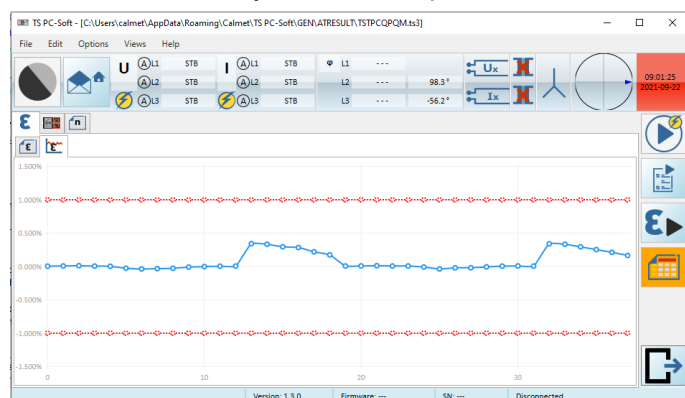 TS PC-Soft - [C:\Users\calmet\AppData\Roaming\Calmet\TS PC-Soft\GEN\ATRESULT\TSTPCQPQM.ts3]
File Edit Options Views Help
U A L1 STB I A L1 STB φ L1 --- Ux
A L2 STB A L2 STB L2 --- 98.3°
A L3 STB A L3 STB L3 --- -56.2° Ix
09:01:25
2021-09-22
ε n
ε ε
1.500%
1.000%
0.500%
0.000%
-0.500%
-1.000%
-1.500%
0 10 20 30
ε
Version: 1.3.0 Firmware: --- SN: --- Disconnected